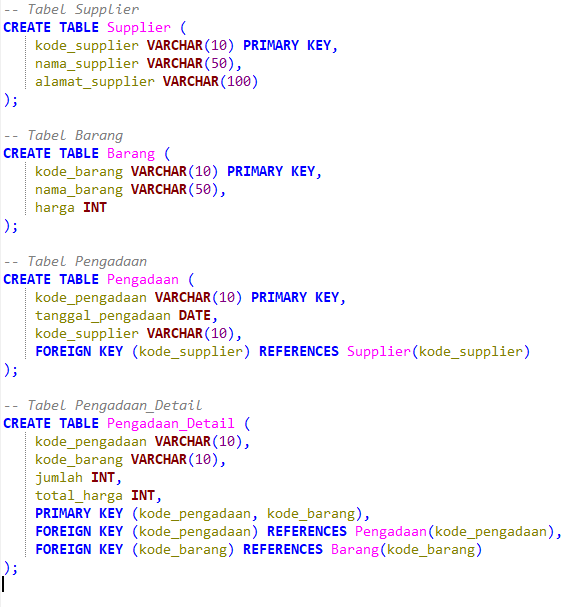 -- Tabel Supplier
CREATE TABLE Supplier (
    kode_supplier VARCHAR(10) PRIMARY KEY,
    nama_supplier VARCHAR(50),
    alamat_supplier VARCHAR(100)
);

-- Tabel Barang
CREATE TABLE Barang (
    kode_barang VARCHAR(10) PRIMARY KEY,
    nama_barang VARCHAR(50),
    harga INT
);

-- Tabel Pengadaan
CREATE TABLE Pengadaan (
    kode_pengadaan VARCHAR(10) PRIMARY KEY,
    tanggal_pengadaan DATE,
    kode_supplier VARCHAR(10),
    FOREIGN KEY (kode_supplier) REFERENCES Supplier(kode_supplier)
);

-- Tabel Pengadaan_Detail
CREATE TABLE Pengadaan_Detail (
    kode_pengadaan VARCHAR(10),
    kode_barang VARCHAR(10),
    jumlah INT,
    total_harga INT,
    PRIMARY KEY (kode_pengadaan, kode_barang),
    FOREIGN KEY (kode_pengadaan) REFERENCES Pengadaan(kode_pengadaan),
    FOREIGN KEY (kode_barang) REFERENCES Barang(kode_barang)
);